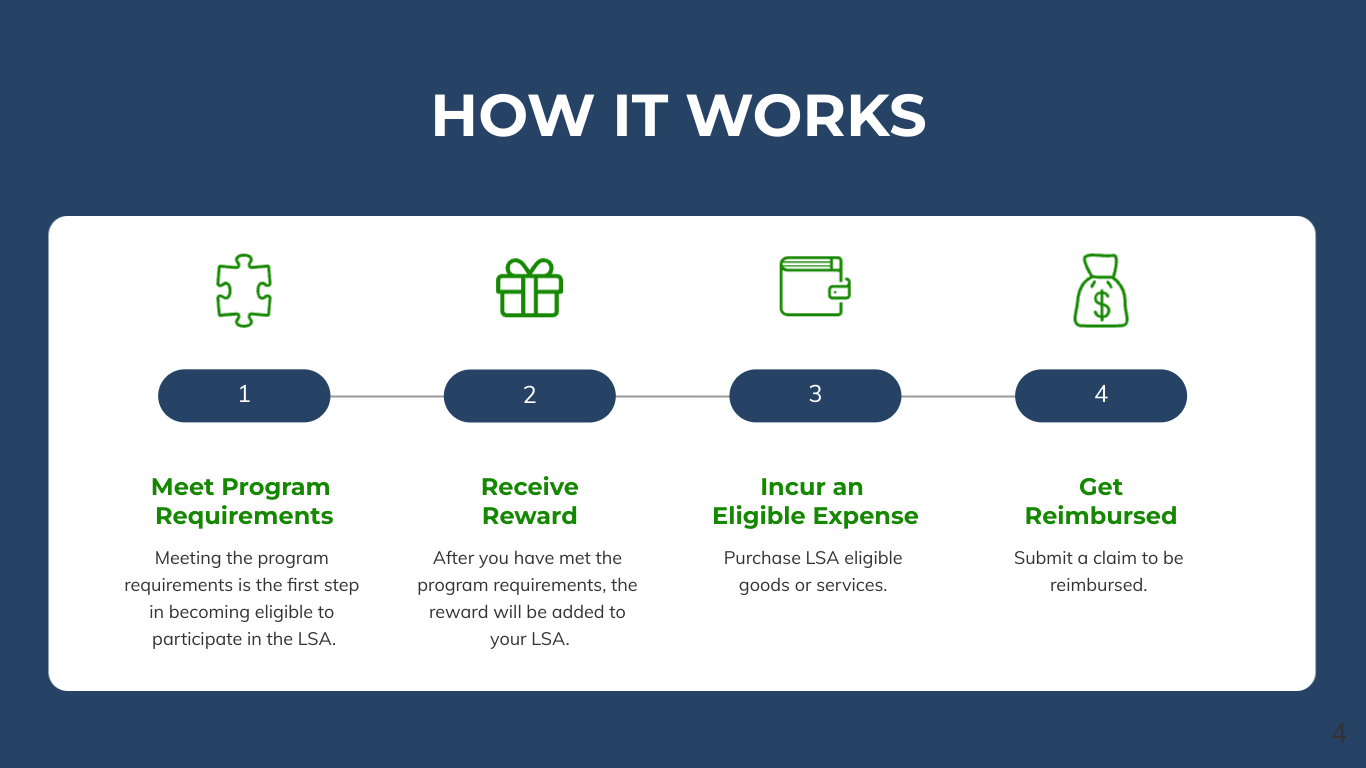 HOW IT WORKS
1
2
3
4
Meet Program
Requirements
Meeting the program
requirements is the first step
in becoming eligible to
participate in the LSA.
Receive
Reward
After you have met the
program requirements, the
reward will be added to
your LSA.
Incur an
Eligible Expense
Purchase LSA eligible
goods or services.
Get
Reimbursed
Submit a claim to be
reimbursed.
4